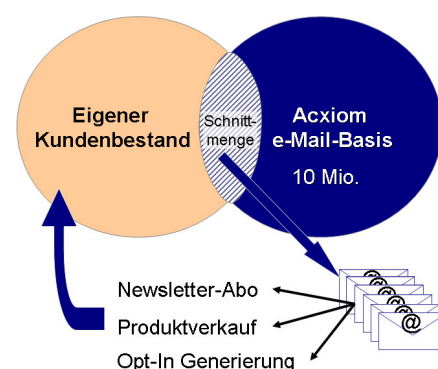 Eigener
Kundenbestand
Schnitt-
menge
Acxiom
e-Mail-Basis
10 Mio.
Newsletter-Abo
Produktverkauf
Opt-In Generierung
@
@
@
@
@
@